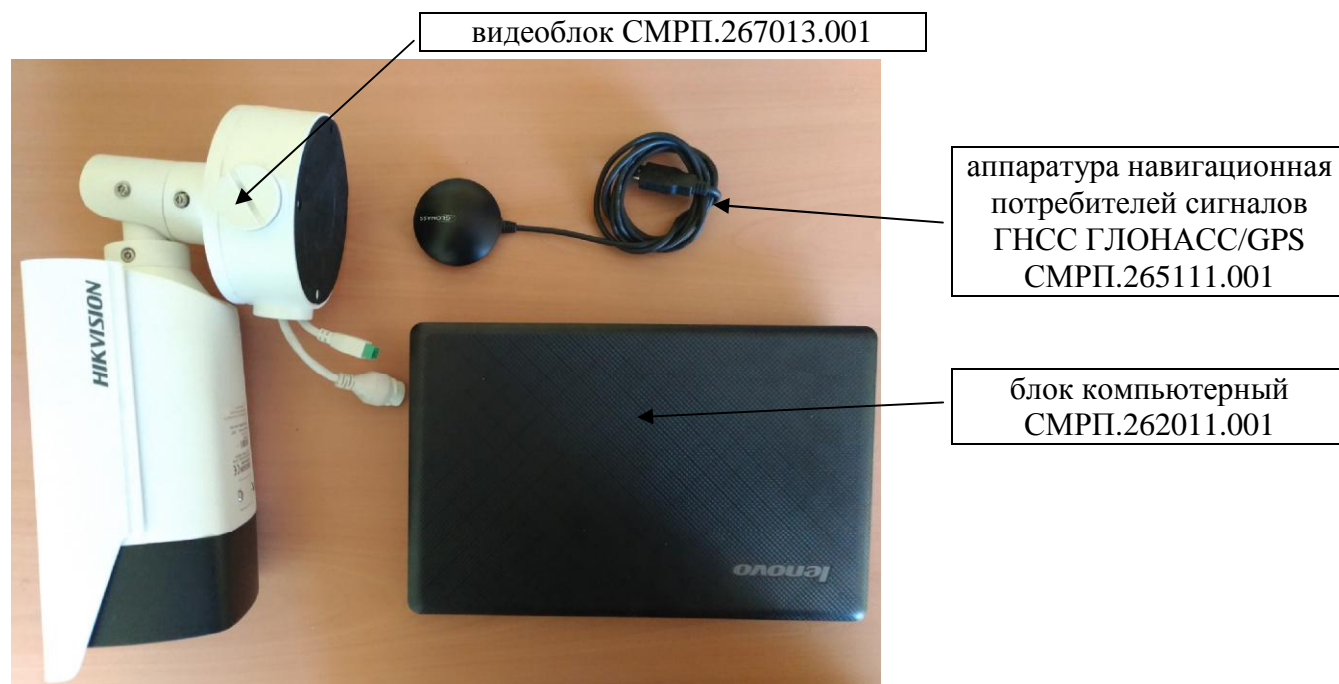 видеоблок СМРП.267013.001
аппаратура навигационная
потребителей сигналов
ГНСС ГЛОНАСС/GPS
СМРП.265111.001
блок компьютерный
СМРП.262011.001
HIKVISION
GLONASS
lenovo